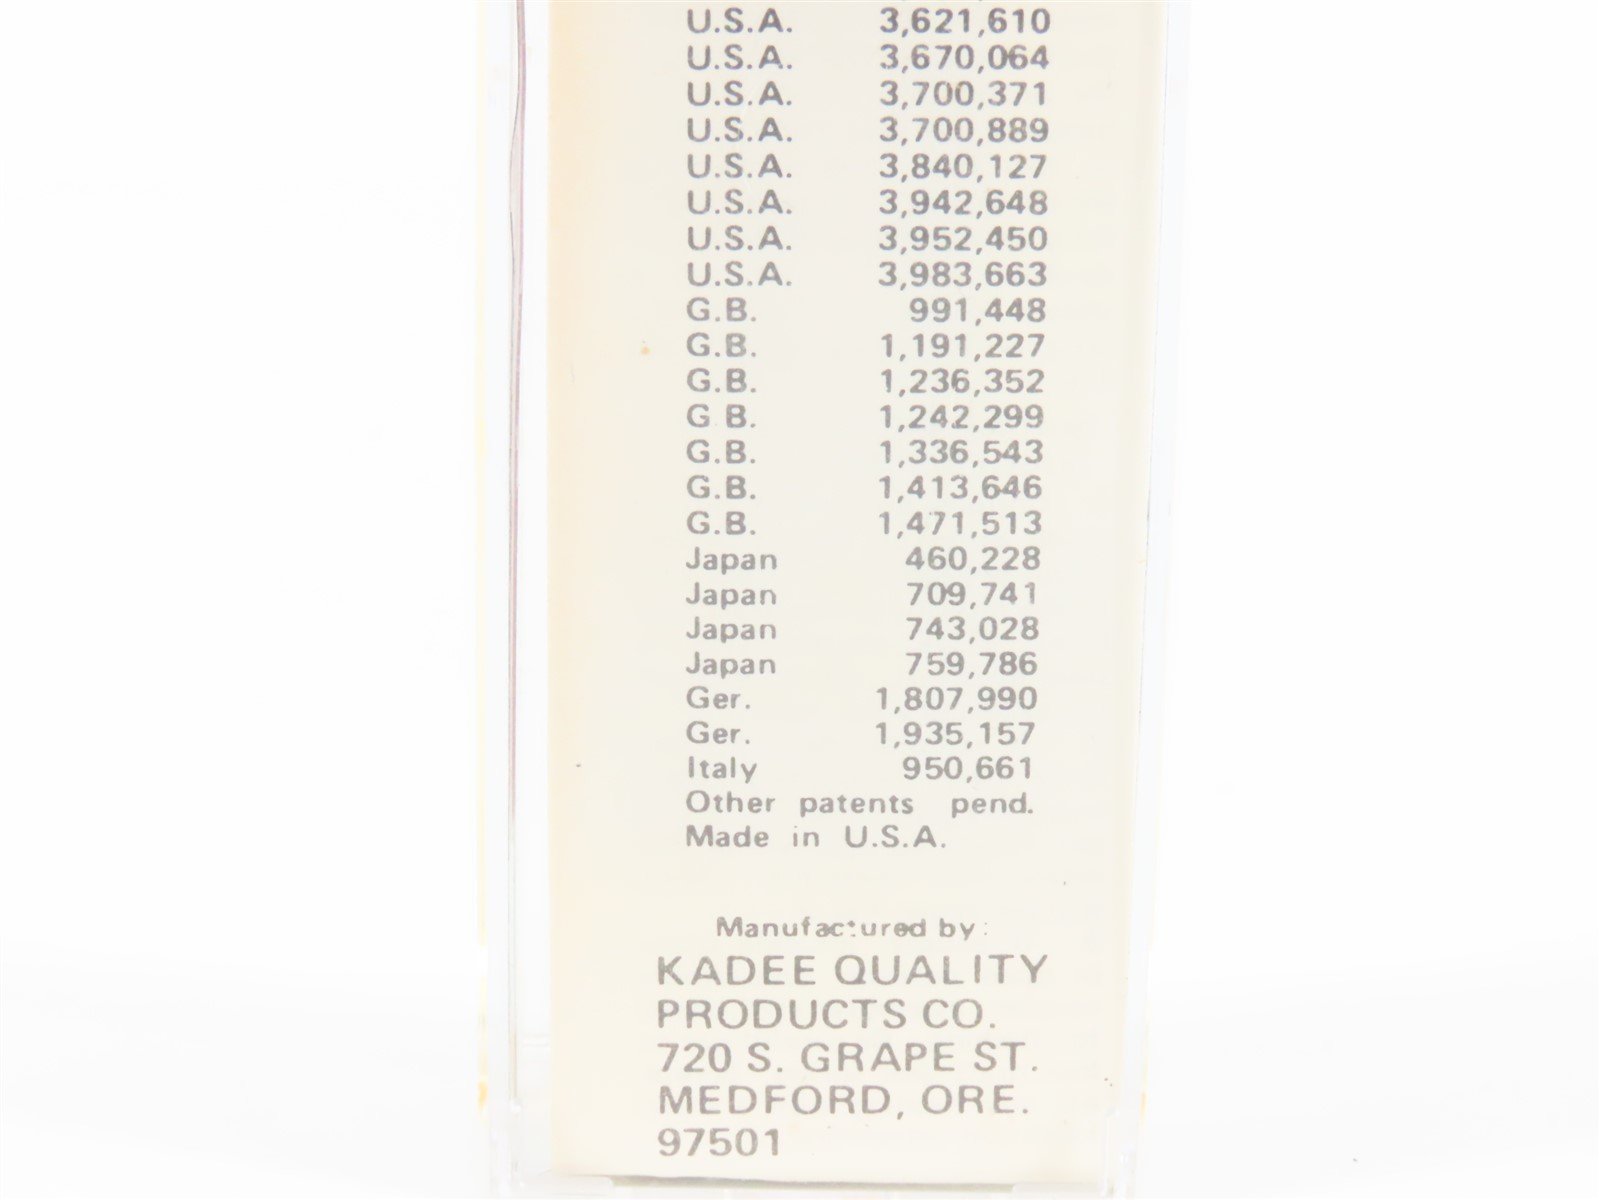 U.S.A. 3,621,610
U.S.A. 3,670,064
U.S.A. 3,700,371
U.S.A. 3,700,889
U.S.A. 3,840,127
U.S.A. 3,942,648
U.S.A. 3,952,450
U.S.A. 3,983,663
G.B. 991,448
G.B. 1,191,227
G.B. 1,236,352
G.B. 1,242,299
G.B. 1,336,543
G.B. 1,413,646
G.B. 1,471,513
Japan 460,228
Japan 709,741
Japan 743,028
Japan 759,786
Ger. 1,807,990
Ger. 1,935,157
Italy 950,661
Other patents pend.
Made in U.S.A.
Manufactured by:
KADEE QUALITY
PRODUCTS CO.
720 S. GRAPE ST.
MEDFORD, ORE.
97501